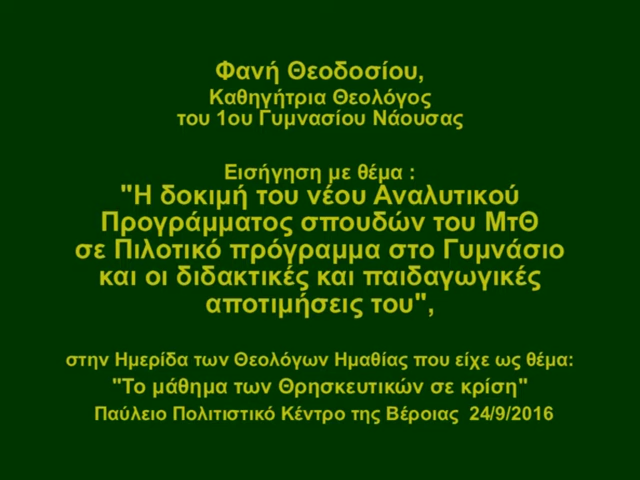 Φανή Θεοδοσίου,
Καθηγήτρια Θεολόγος
του 1ου Γυμνασίου Νάουσας
Εισήγηση με θέμα :
"Η δοκιμή του νέου Αναλυτικού
Προγράμματος σπουδών του ΜτΘ
σε Πιλοτικό πρόγραμμα στο Γυμνάσιο
και οι διδακτικές και παιδαγωγικές
αποτιμήσεις του",
στην Ημερίδα των Θεολόγων Ημαθίας που είχε ως θέμα:
"Το μάθημα των Θρησκευτικών σε κρίση"
Παύλειο Πολιτιστικό Κέντρο της Βέροιας 24/9/2016